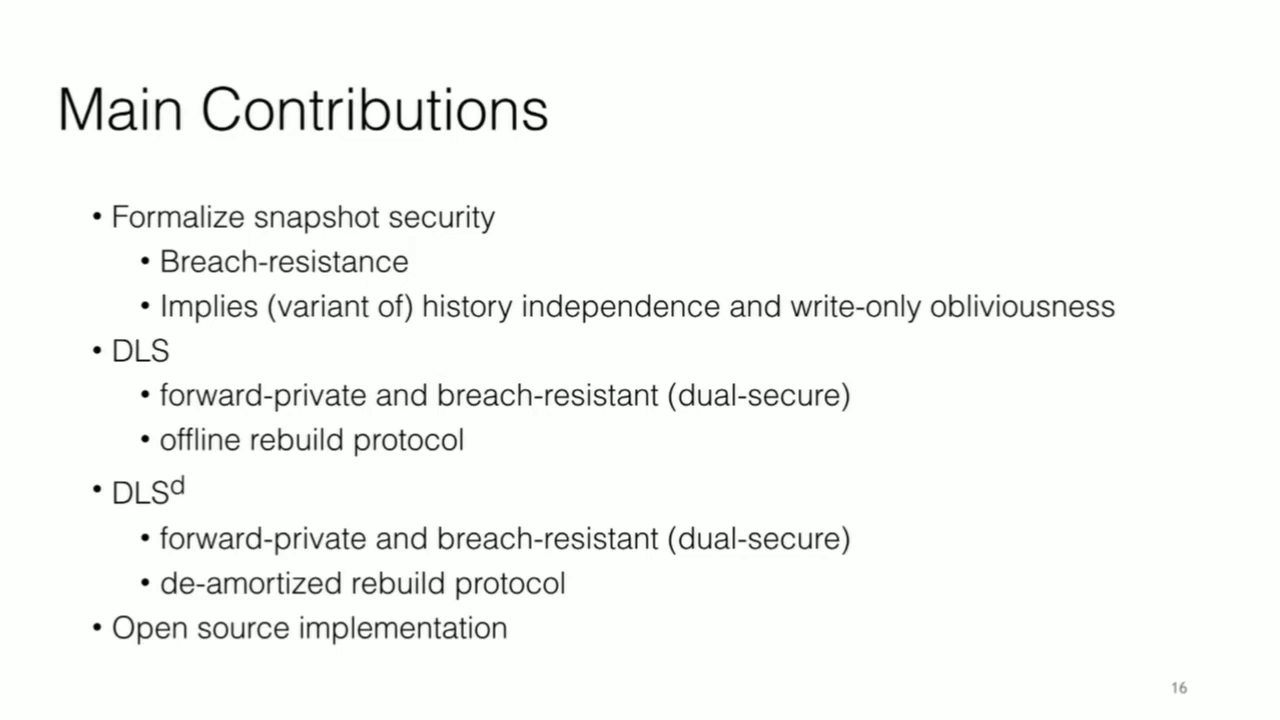 Main Contributions
• Formalize snapshot security
• Breach-resistance
• Implies (variant of) history independence and write-only obliviousness
• DLS
• forward-private and breach-resistant (dual-secure)
• offline rebuild protocol
• DLSᵈ
• forward-private and breach-resistant (dual-secure)
• de-amortized rebuild protocol
• Open source implementation
16